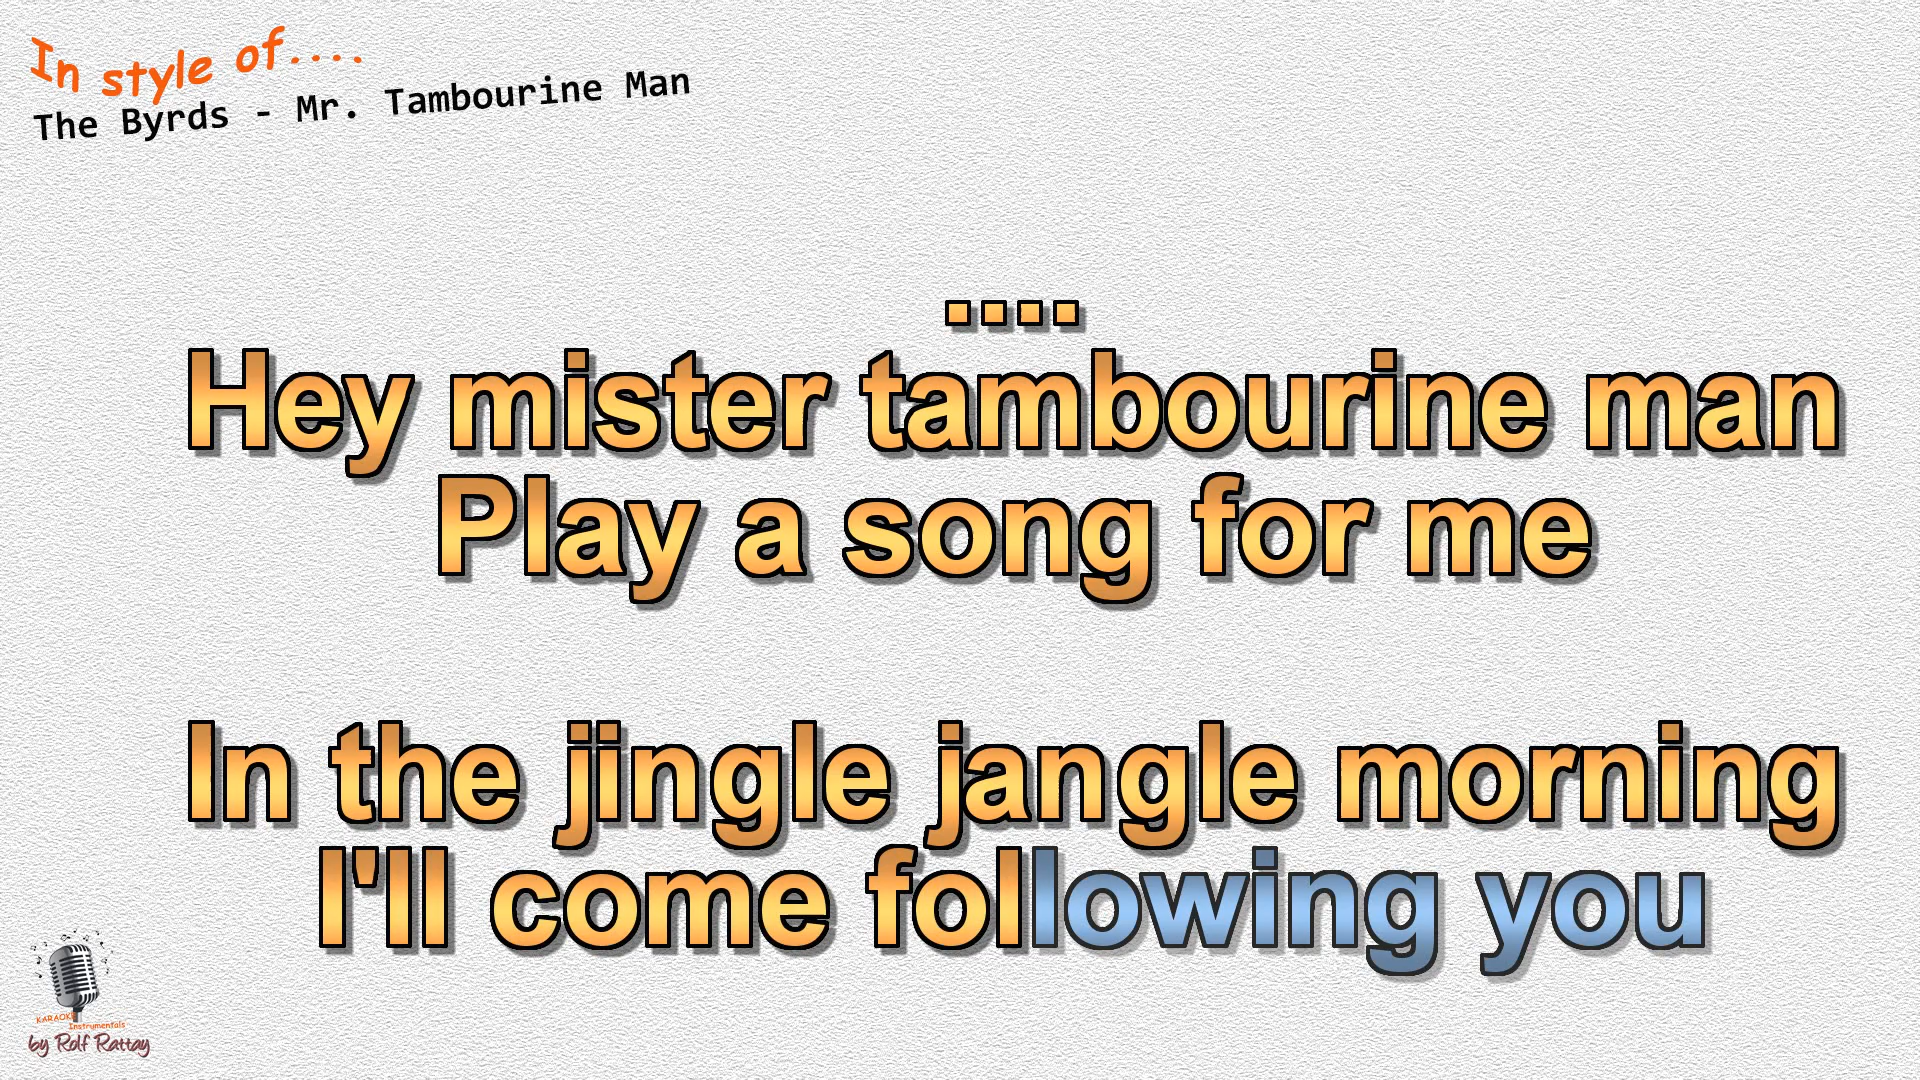 In style of....
The Byrds - Mr. Tambourine Man
....
Hey mister tambourine man
Play a song for me
In the jingle jangle morning
I'll come following you
KARAOKE
Instrumentals
by Rolf Rattay